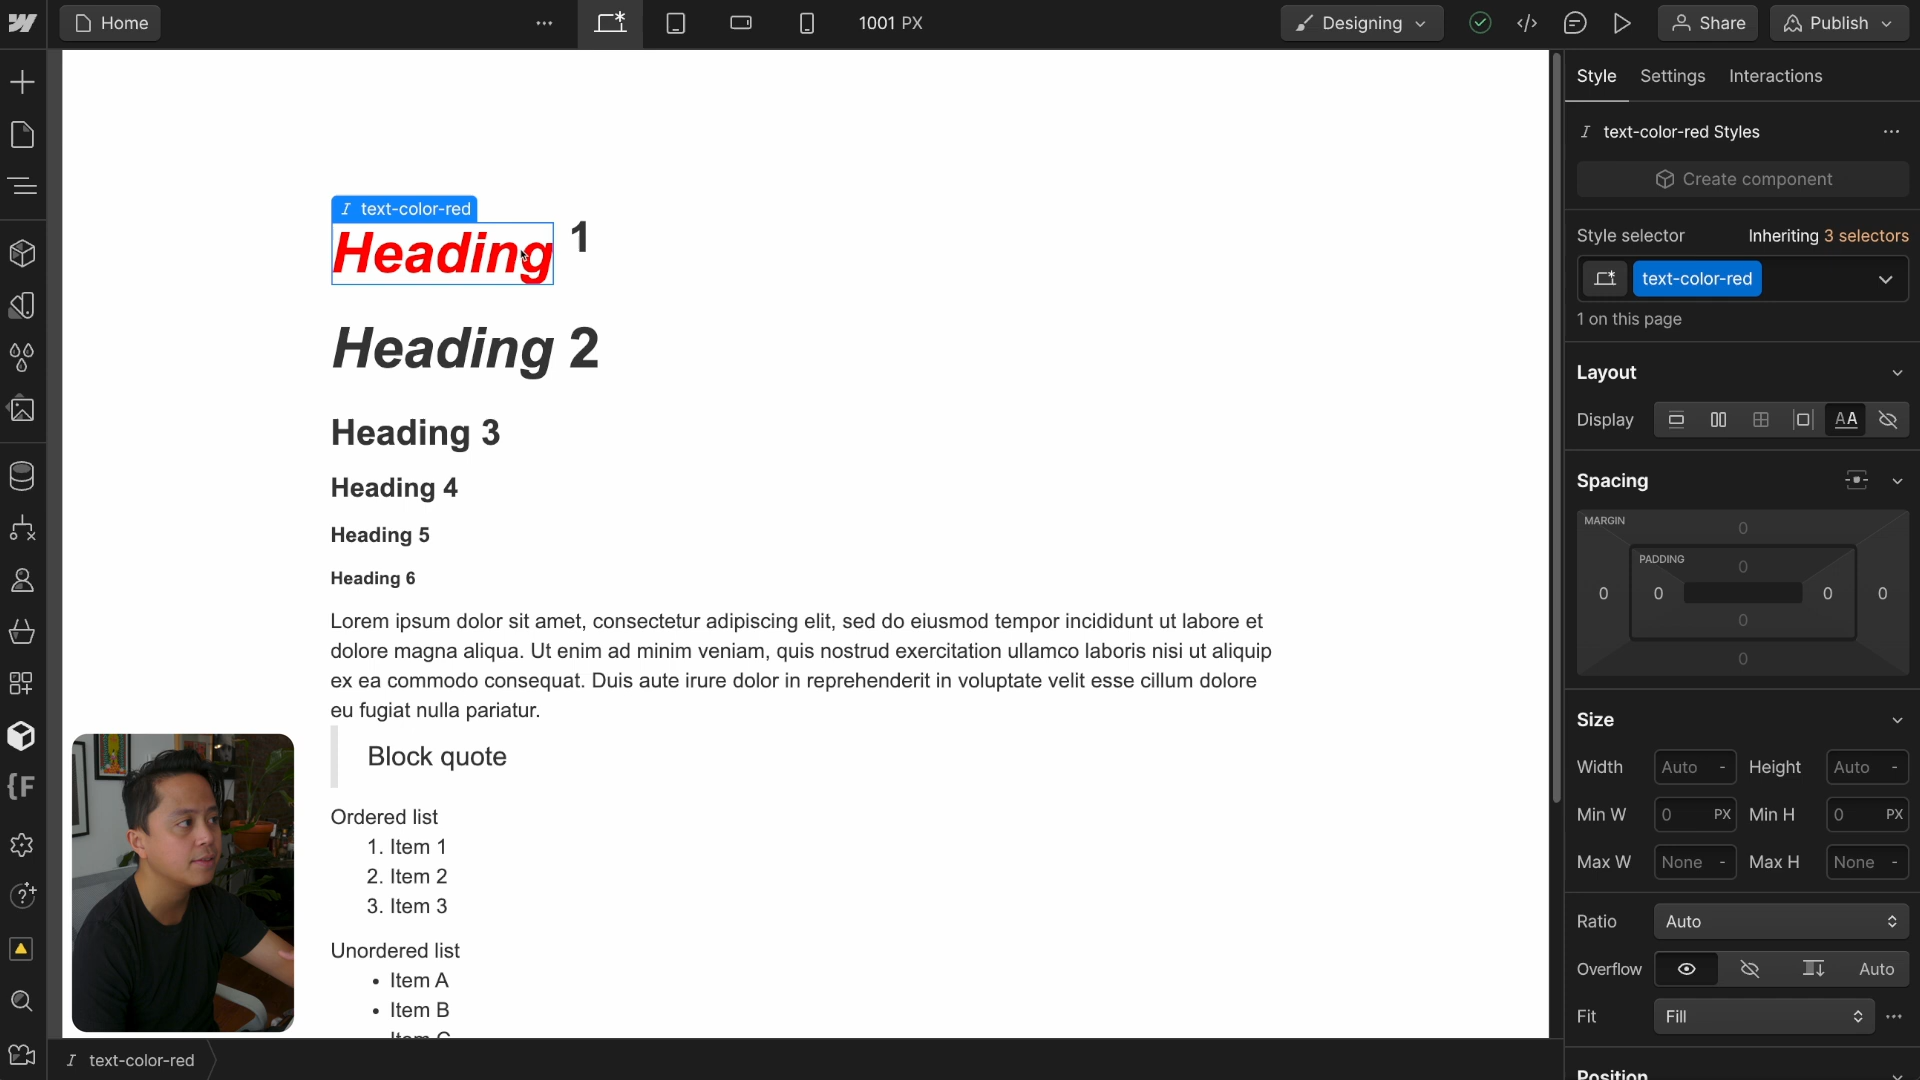 Home
1001 PX
Designing
Share
Publish
Style Settings Interactions
I text-color-red Styles
Create component
Style selector Inheriting 3 selectors
text-color-red
1 on this page
Layout
Display AA
Spacing
MARGIN
0
PADDING
0
0 0 0 0
0
0
Size
Width Auto - Height Auto -
Min W 0 PX Min H 0 PX
Max W None - Max H None -
Ratio Auto
Overflow Auto
Fit Fill
Position
I text-color-red
Heading 1
Heading 2
Heading 3
Heading 4
Heading 5
Heading 6
Lorem ipsum dolor sit amet, consectetur adipiscing elit, sed do eiusmod tempor incididunt ut labore et
dolore magna aliqua. Ut enim ad minim veniam, quis nostrud exercitation ullamco laboris nisi ut aliquip
ex ea commodo consequat. Duis aute irure dolor in reprehenderit in voluptate velit esse cillum dolore
eu fugiat nulla pariatur.
Block quote
Ordered list
1. Item 1
2. Item 2
3. Item 3
Unordered list
• Item A
• Item B
Item C
{F
I text-color-red